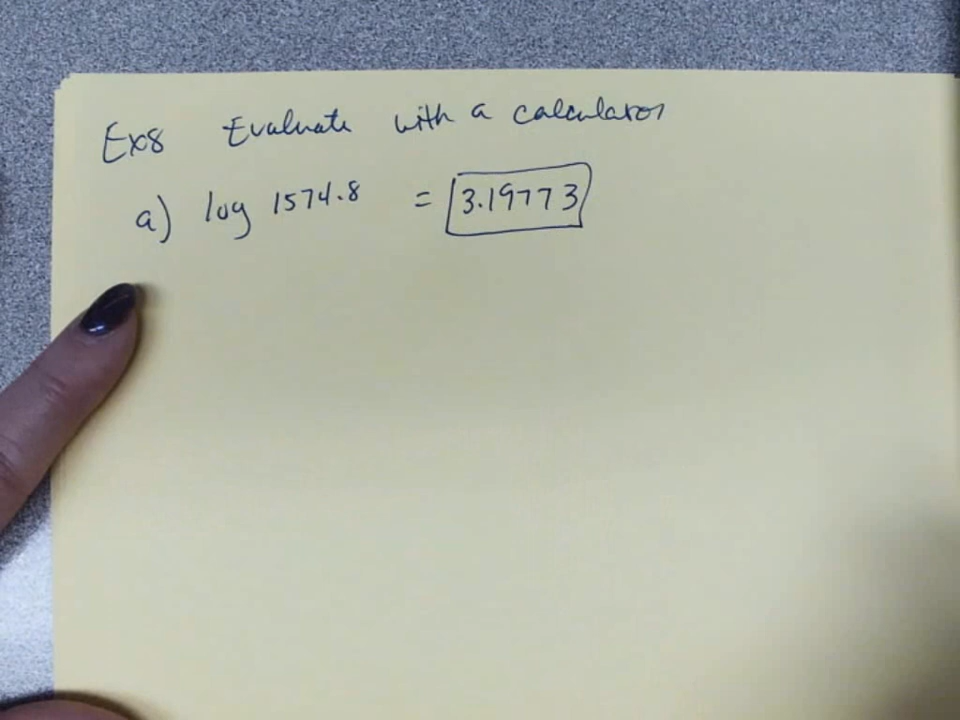 Ex8 Evaluate with a calculator
a) log 1574.8 = 3.19773